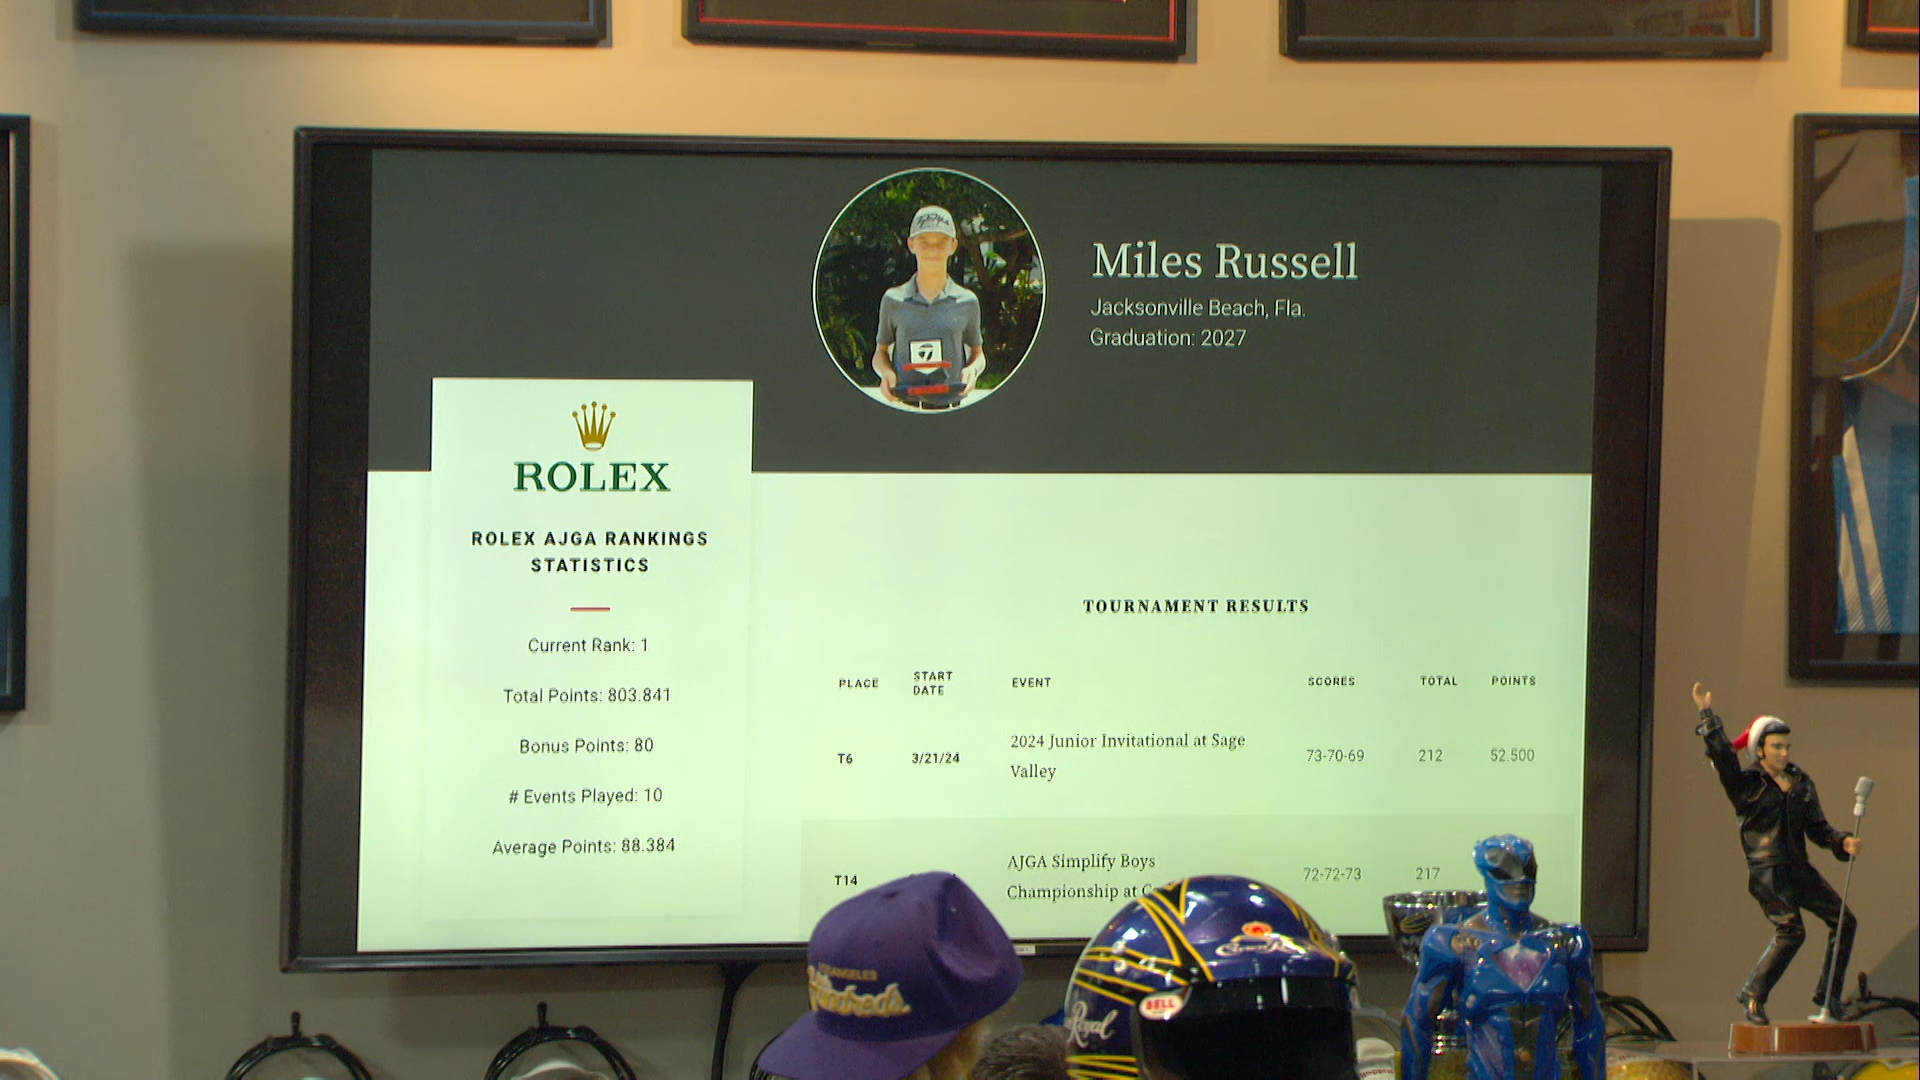 Miles Russell
Jacksonville Beach, Fla.
Graduation: 2027
ROLEX
ROLEX AJGA RANKINGS
STATISTICS
Current Rank: 1
Total Points: 803.841
Bonus Points: 80
# Events Played: 10
Average Points: 88.384
TOURNAMENT RESULTS
PLACE START DATE EVENT SCORES TOTAL POINTS
T6 3/21/24 2024 Junior Invitational at Sage Valley 73-70-69 212 52.500
T14 AJGA Simplify Boys Championship at 72-72-73 217
Hundreds
BELL
Royal